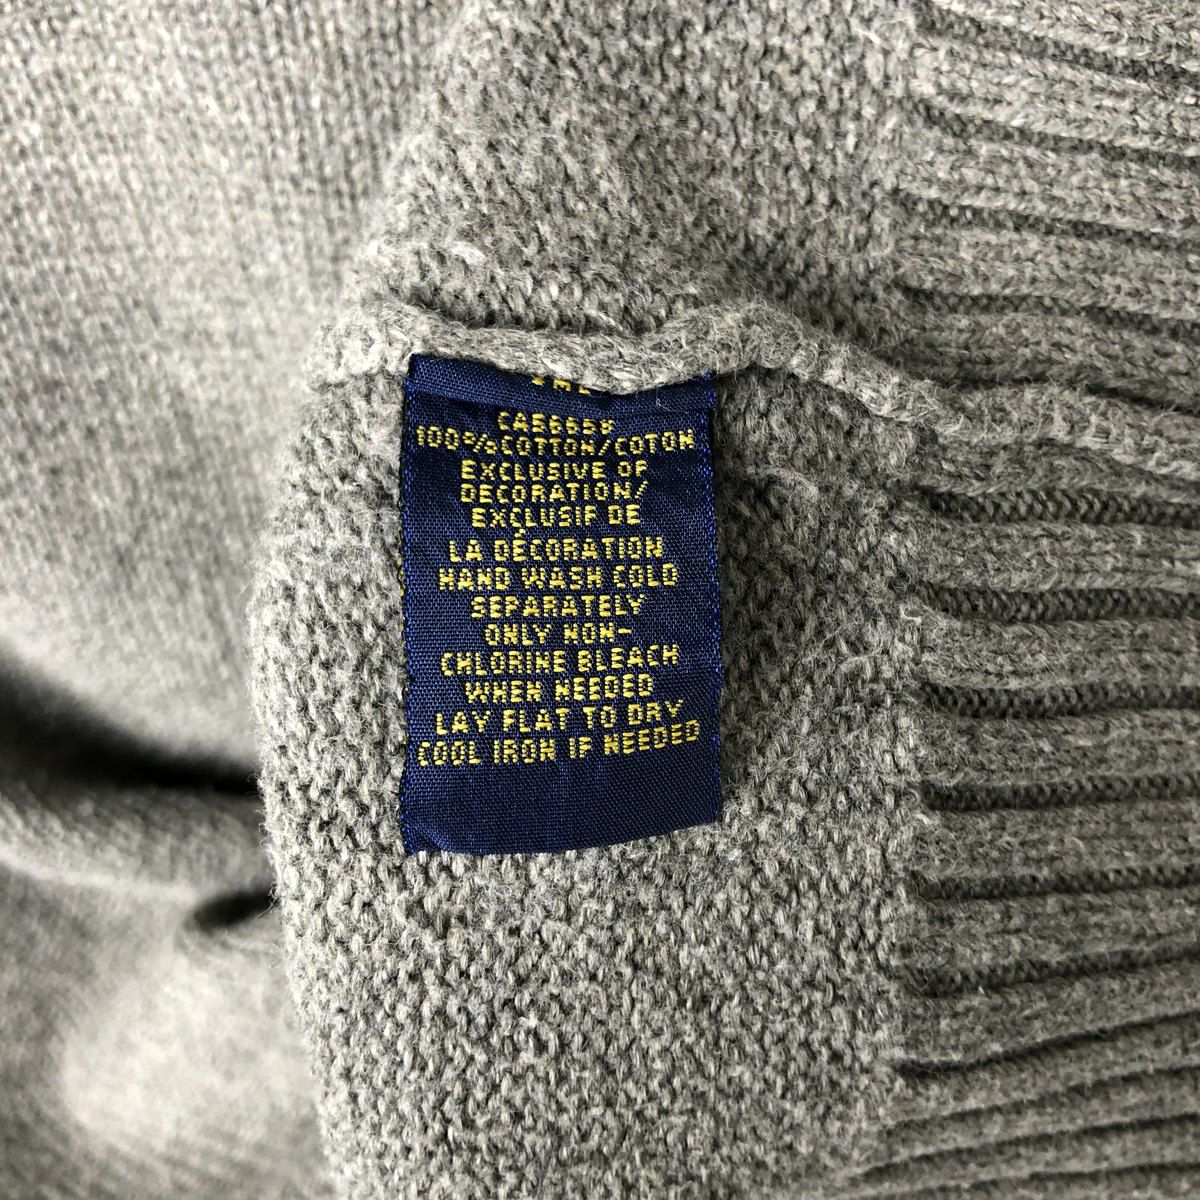 100%COTTON/COTON
EXCLUSIVE OF
DECORATION/
EXCLUSIF DE
LA DÉCORATION
HAND WASH COLD
SEPARATELY
ONLY NON-
CHLORINE BLEACH
WHEN NEEDED
LAY FLAT TO DRY
COOL IRON IF NEEDED